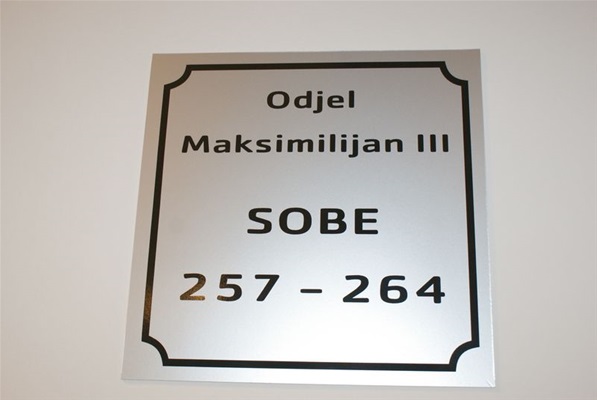 Odjel
Maksimilijan III
SOBE
257 – 264